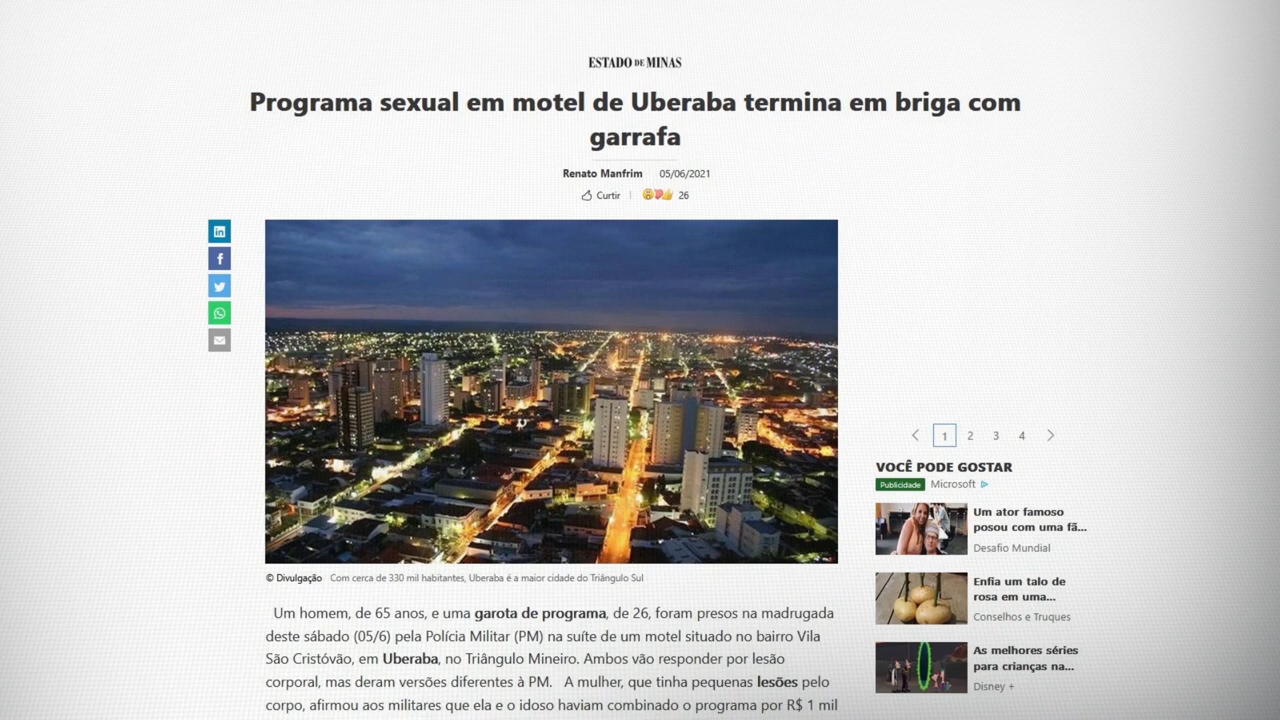 ESTADO DE MINAS
Programa sexual em motel de Uberaba termina em briga com
garrafa
Renato Manfrim 05/06/2021
Curtir 26
© Divulgação Com cerca de 330 mil habitantes, Uberaba é a maior cidade do Triângulo Sul
Um homem, de 65 anos, e uma garota de programa, de 26, foram presos na madrugada
deste sábado (05/6) pela Polícia Militar (PM) na suíte de um motel situado no bairro Vila
São Cristóvão, em Uberaba, no Triângulo Mineiro. Ambos vão responder por lesão
corporal, mas deram versões diferentes à PM. A mulher, que tinha pequenas lesões pelo
corpo, afirmou aos militares que ela e o idoso haviam combinado o programa por R$ 1 mil
1 2 3 4
VOCÊ PODE GOSTAR
Publicidade Microsoft
Um ator famoso
posou com uma fã...
Desafio Mundial
Enfia um talo de
rosa em uma...
Conselhos e Truques
As melhores séries
para crianças na...
Disney +